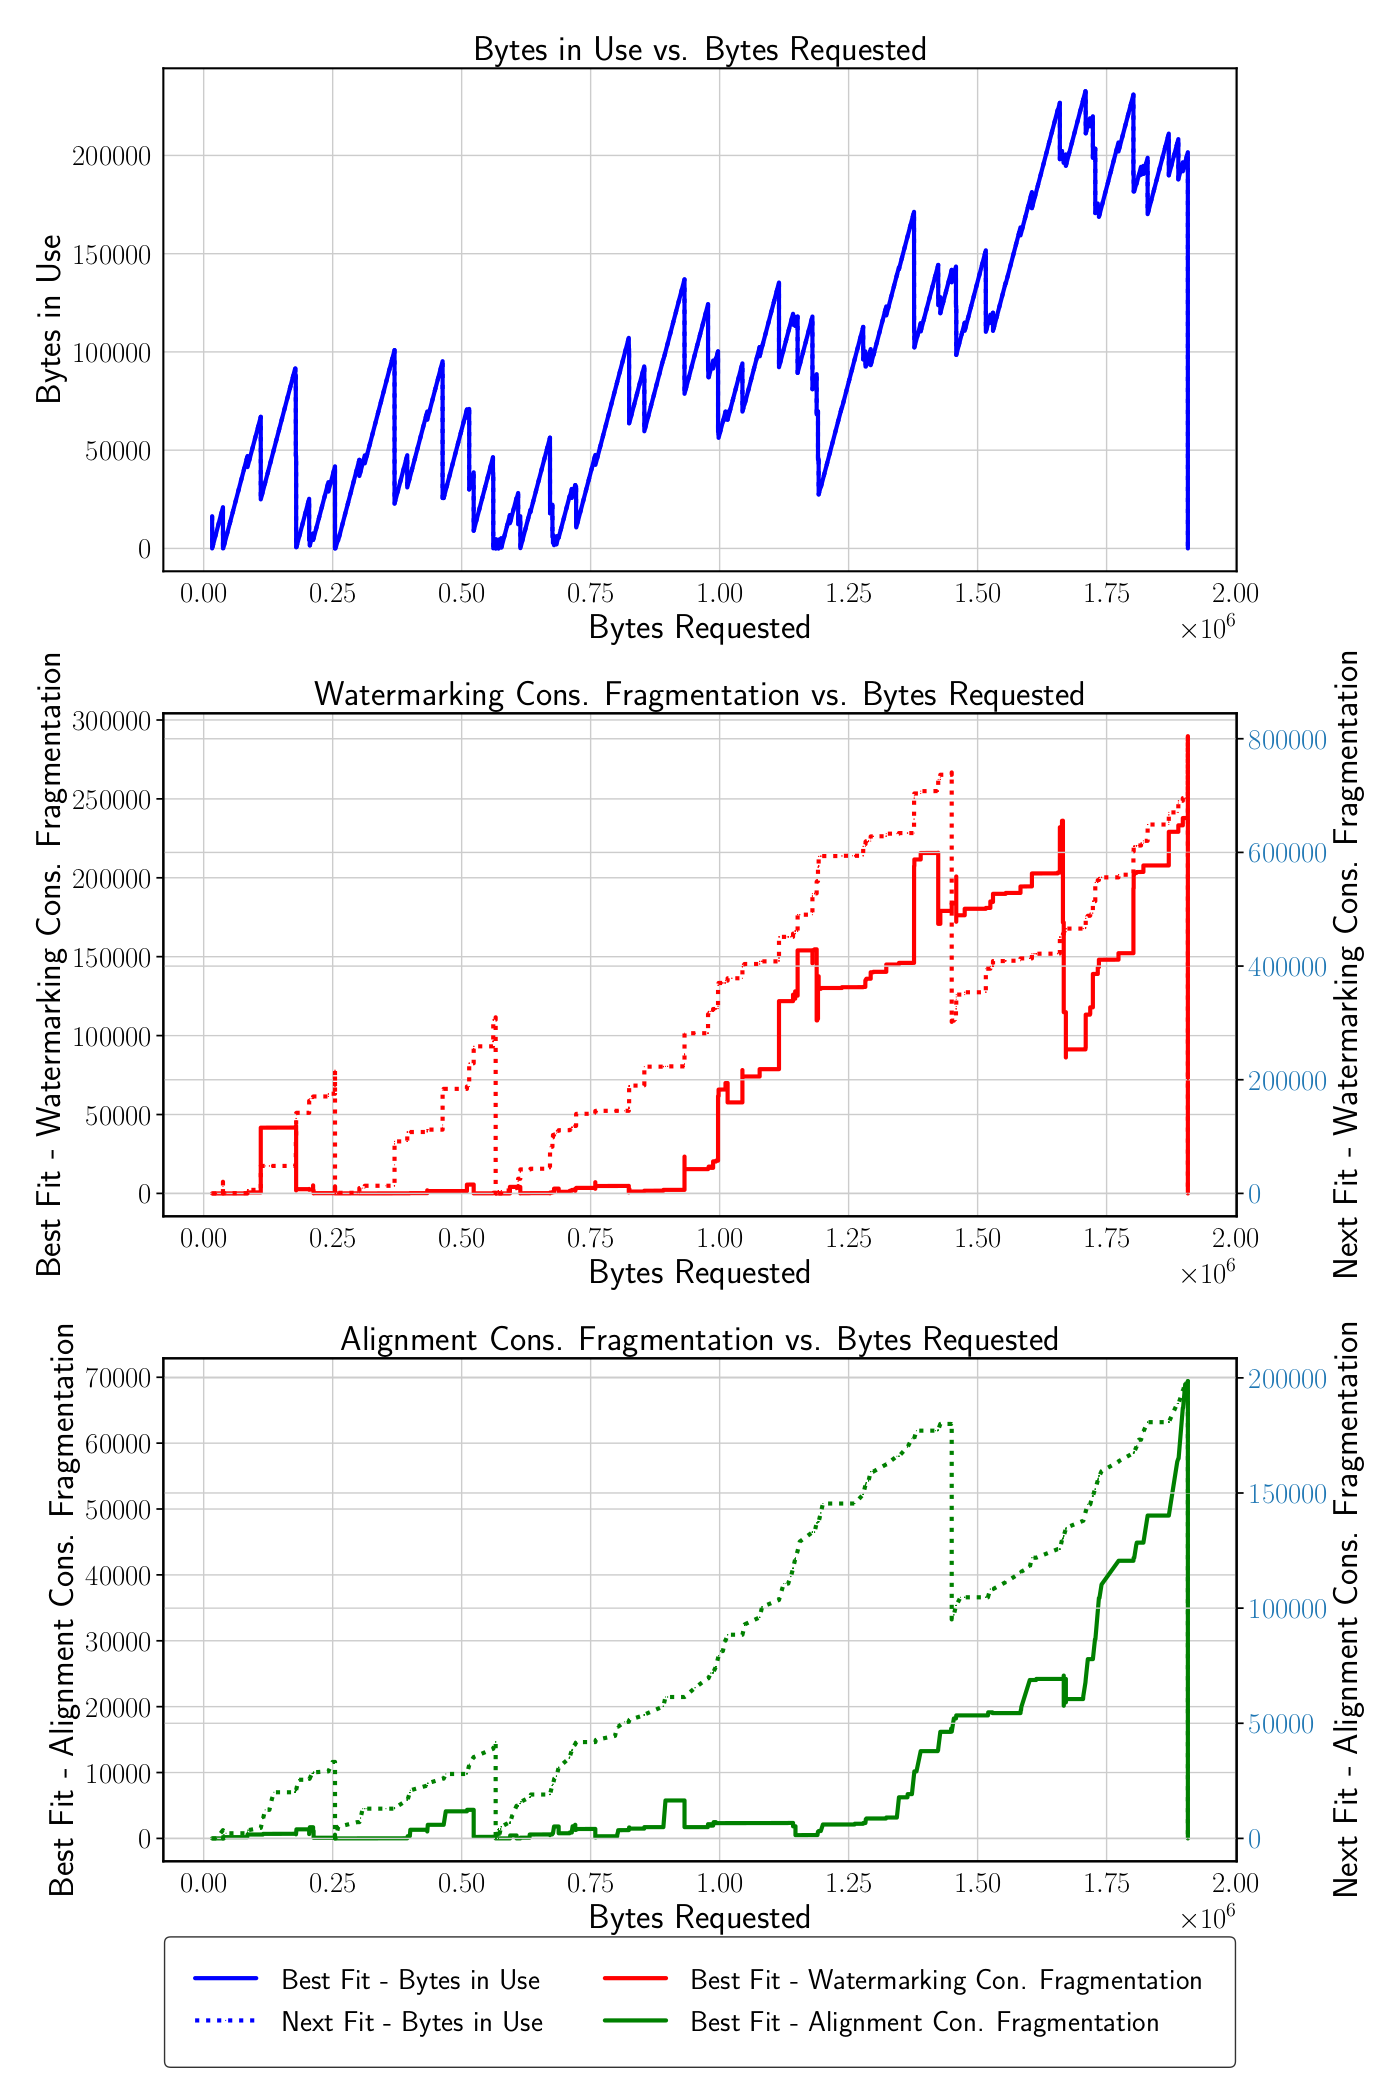 Bytes in Use vs. Bytes Requested
200000
150000
100000
50000
0
Bytes in Use
0.00 0.25 0.50 0.75 1.00 1.25 1.50 1.75 2.00
Bytes Requested
×10⁶
Watermarking Cons. Fragmentation vs. Bytes Requested
300000
250000
200000
150000
100000
50000
0
Best Fit - Watermarking Cons. Fragmentation
800000
600000
400000
200000
0
Next Fit - Watermarking Cons. Fragmentation
0.00 0.25 0.50 0.75 1.00 1.25 1.50 1.75 2.00
Bytes Requested
×10⁶
Alignment Cons. Fragmentation vs. Bytes Requested
70000
60000
50000
40000
30000
20000
10000
0
Best Fit - Alignment Cons. Fragmentation
200000
150000
100000
50000
0
Next Fit - Alignment Cons. Fragmentation
0.00 0.25 0.50 0.75 1.00 1.25 1.50 1.75 2.00
Bytes Requested
×10⁶
Best Fit - Bytes in Use
Next Fit - Bytes in Use
Best Fit - Watermarking Con. Fragmentation
Best Fit - Alignment Con. Fragmentation